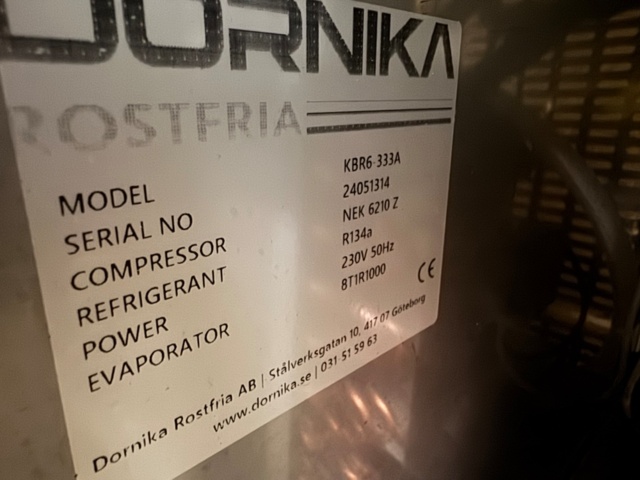 DORNIKA
ROSTFRIA
MODEL KBR6-333A
SERIAL NO 24051314
COMPRESSOR NEK 6210 Z
REFRIGERANT R134a
POWER 230V 50Hz
EVAPORATOR 8T1R1000
CE
Dornika Rostfria AB | Stålverksgatan 10, 417 07 Göteborg
www.dornika.se | 031-51 59 63